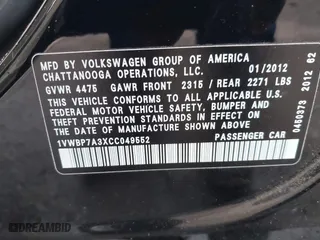 MFD BY VOLKSWAGEN GROUP OF AMERICA
CHATTANOOGA OPERATIONS, LLC. 01/2012
GVWR 4475 GAWR FRONT 2315 / REAR 2271 LBS
THIS VEHICLE CONFORMS TO ALL APPLICABLE
FEDERAL MOTOR VEHICLE SAFETY, BUMPER AND
THEFT PREVENTION STANDARDS IN EFFECT ON
THE DATE OF MANUFACTURE SHOWN ABOVE.
1VWBP7A3XCC049552 PASSENGER CAR
0450373 2012 62
DREAMBID